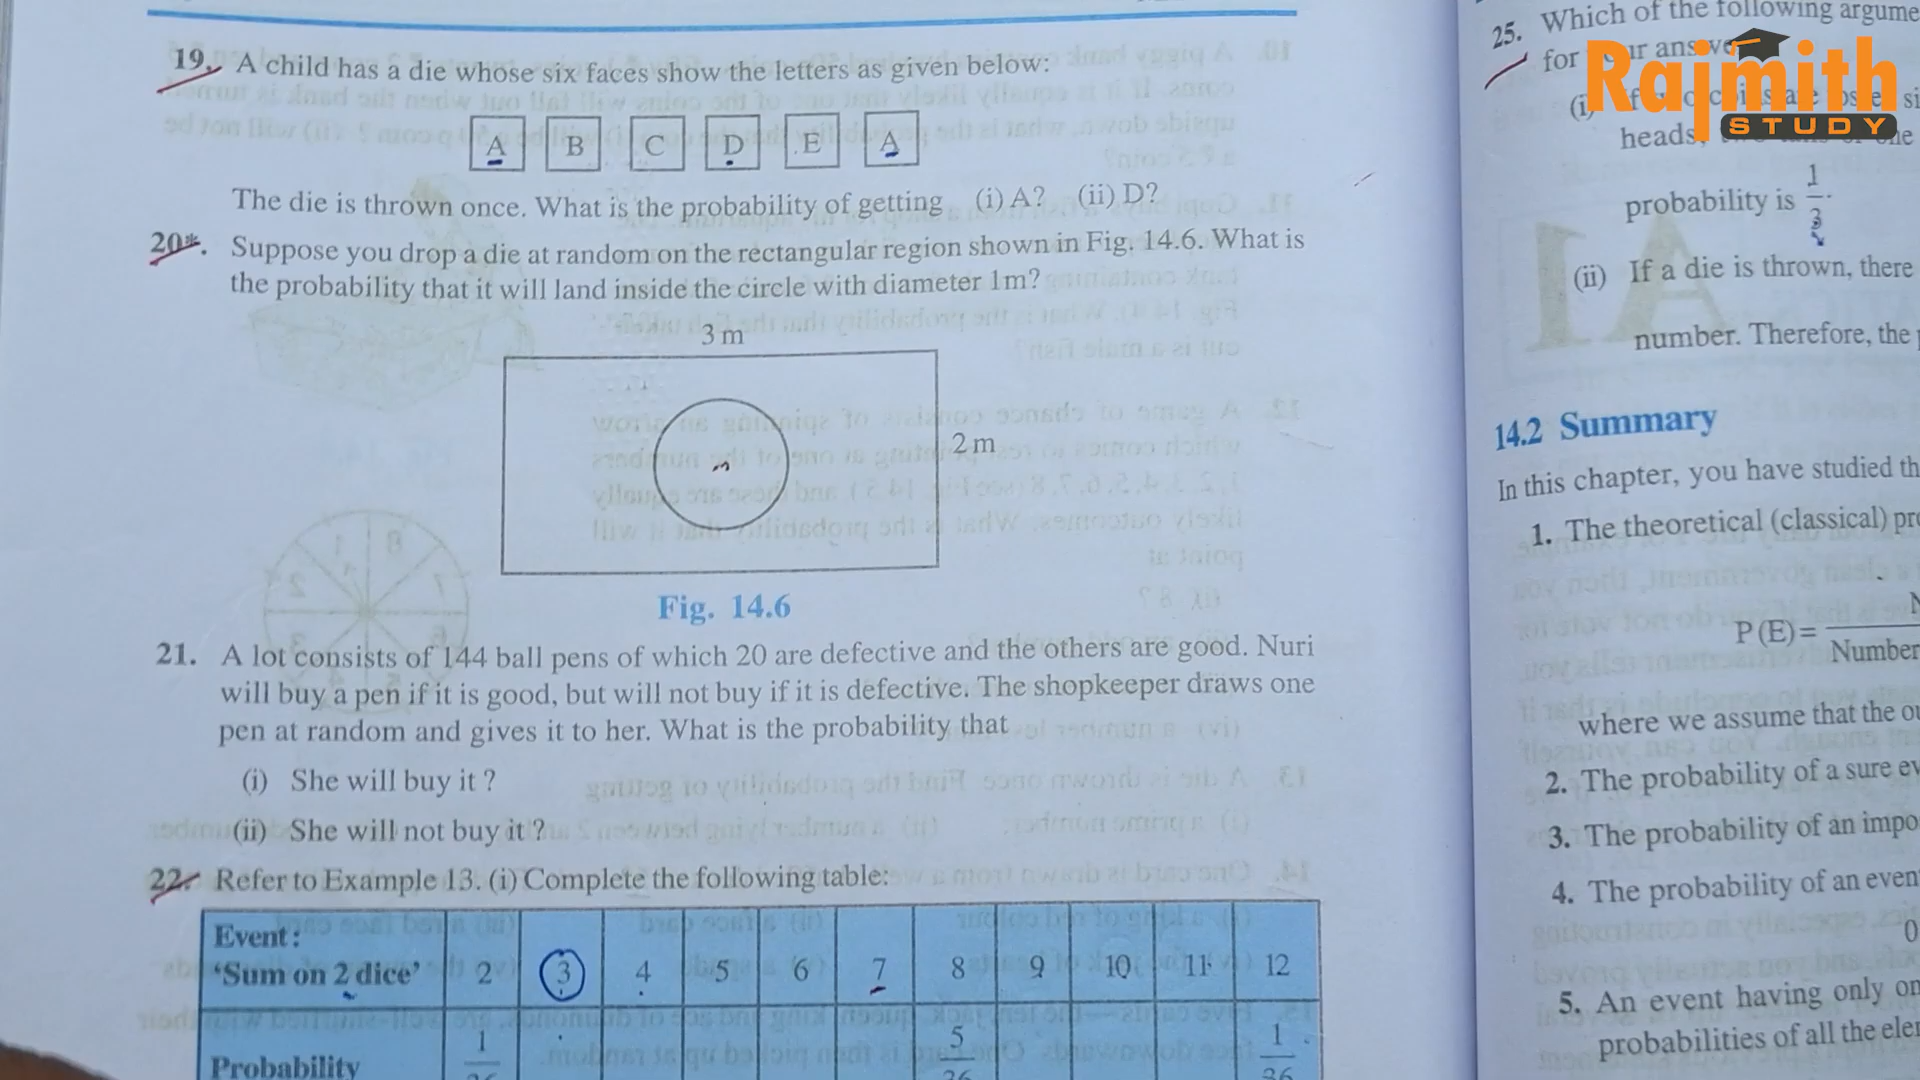 19. A child has a die whose six faces show the letters as given below:
A B C D E A
The die is thrown once. What is the probability of getting (i) A? (ii) D?
20*. Suppose you drop a die at random on the rectangular region shown in Fig. 14.6. What is
the probability that it will land inside the circle with diameter 1m?
3 m
2 m
Fig. 14.6
21. A lot consists of 144 ball pens of which 20 are defective and the others are good. Nuri
will buy a pen if it is good, but will not buy if it is defective. The shopkeeper draws one
pen at random and gives it to her. What is the probability that
(i) She will buy it ?
(ii) She will not buy it ?
22. Refer to Example 13. (i) Complete the following table:
Event:
'Sum on 2 dice' 2 3 4 5 6 7 8 9 10 11 12
Probability 1/36 5/36 1/36
25. Which of the following
for
(i)
heads,
probability is 1/3.
(ii) If a die is thrown, there
number. Therefore, the
14.2 Summary
In this chapter, you have studied
1. The theoretical (classical)
P(E) =
Number
where we assume that the
2. The probability of a sure
3. The probability of an
4. The probability of an
0
5. An event having only
probabilities of all the
Rajmith
STUDY